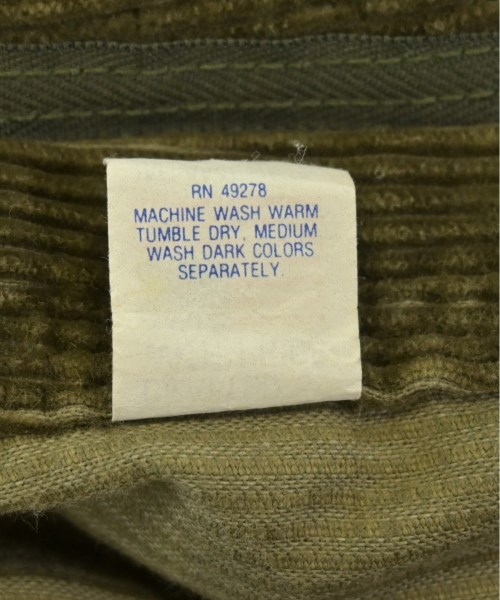 RN 49278
MACHINE WASH WARM
TUMBLE DRY, MEDIUM
WASH DARK COLORS
SEPARATELY.